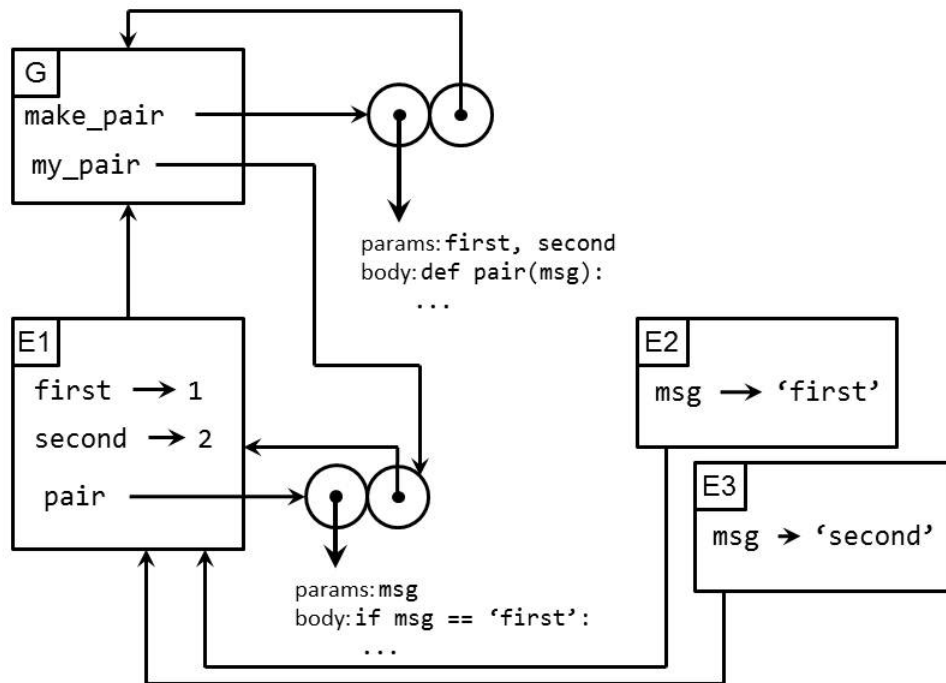 G
make_pair
my_pair
params: first, second
body: def pair(msg):
...
E1
first 1
second 2
pair
params: msg
body: if msg == ‘first’:
...
E2
msg ‘first’
E3
msg ‘second’